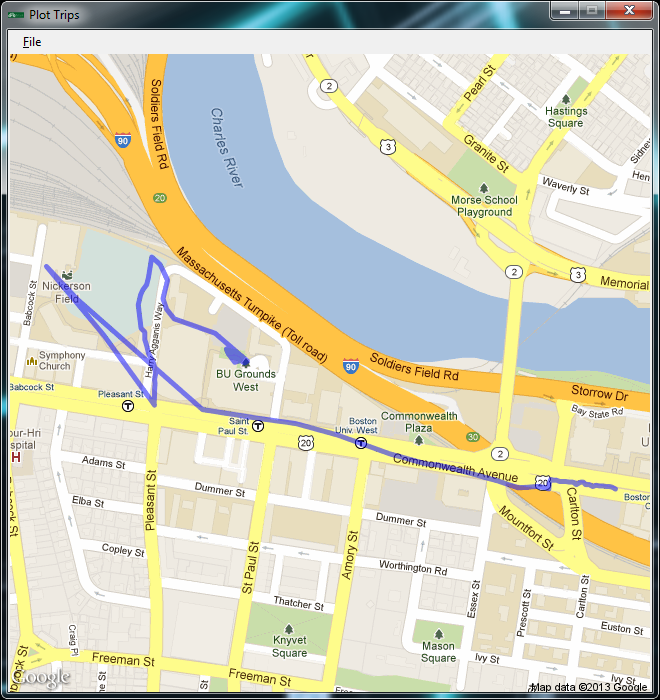 Plot Trips
File
Soldiers Field Rd
90
Charles River
2
3
Pearl St
Hastings
Square
Granite St
Sidney
Waverly St
20
Morse School
Playground
2
3
Memorial
Massachusetts Turnpike (Toll road)
Nickerson
Field
Babcock St
Harry Agganis Way
Symphony
Church
BU Grounds
West
90
Soldiers Field Rd
Storrow Dr
Bay State Rd
Babcock St
Pleasant St
T
Saint
Paul St.
T
Boston
Univ. West
T
Commonwealth
Plaza
30
20
2
H
Commonwealth Avenue
20
Boston
Adams St
Pleasant St
Dummer St
Elba St
Dummer St
Mountfort St
Carlton St
Copley St
St Paul St
Amory St
Worthington Rd
Essex St
Prescott St
Carlton St
Thatcher St
Euston St
Knyvet
Square
Mason
Square
Craig Pl
Freeman St
Freeman St
Ivy St
Ivy St
Google
Map data ©2013 Google